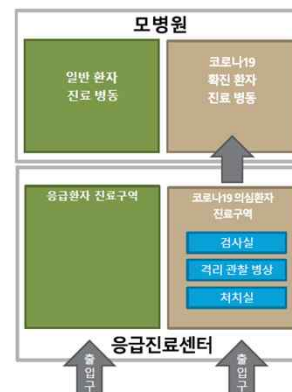 모병원
일반 환자
진료 병동
코로나19
확진 환자
진료 병동
응급환자 진료구역
코로나19 의심환자
진료구역
검사실
격리 관찰 병상
처치실
응급진료센터
출입구
출입구